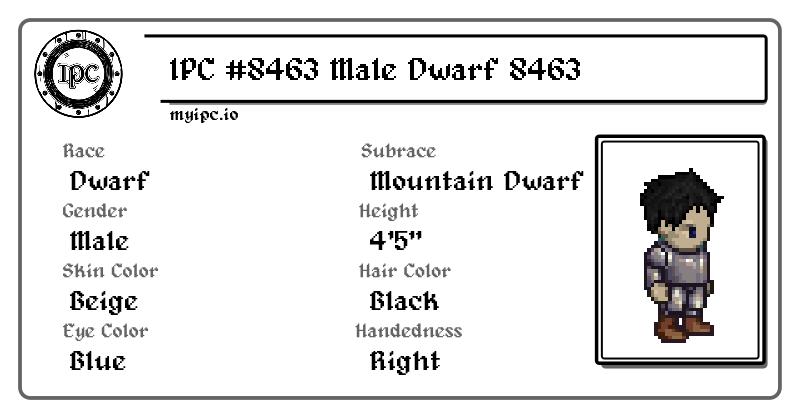 IPC
IPC #8463 Male Dwarf 8463
myipc.io
Race
Dwarf
Subrace
Mountain Dwarf
Gender
Male
Height
4'5"
Skin Color
Beige
Hair Color
Black
Eye Color
Blue
Handedness
Right